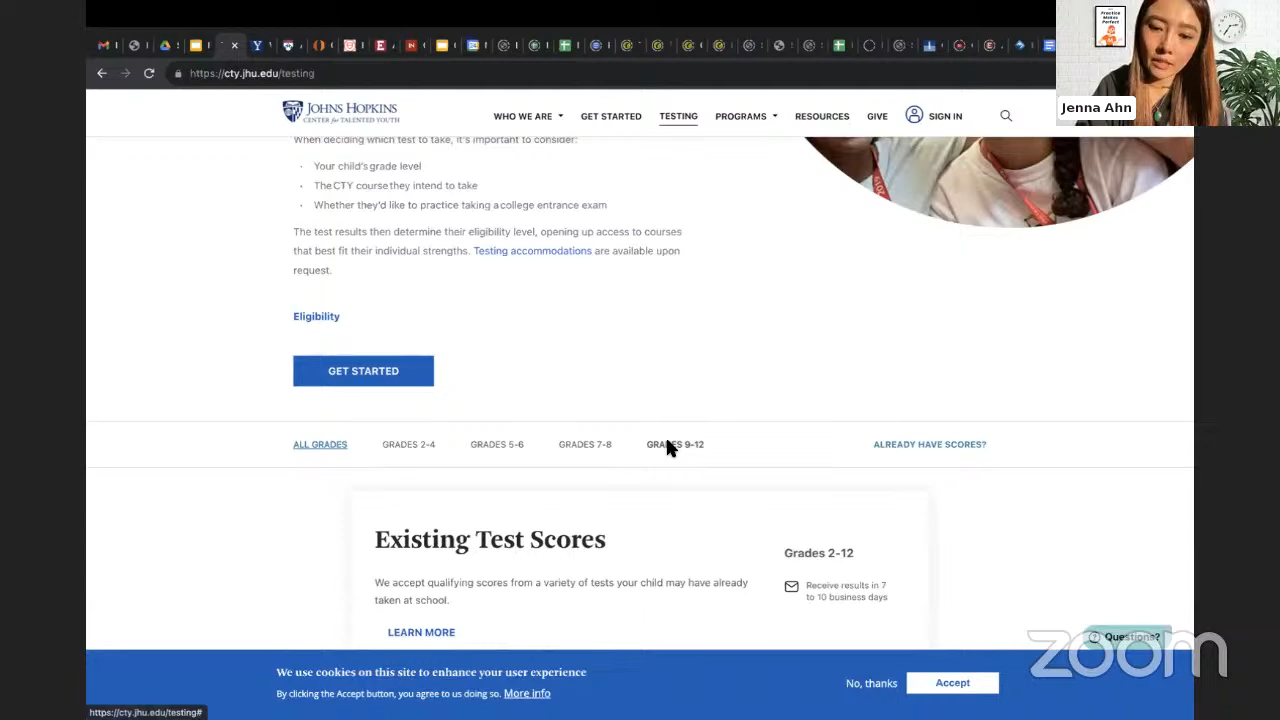 https://cty.jhu.edu/testing
Practice
Makes
Perfect
Jenna Ahn
JOHNS HOPKINS
CENTER for TALENTED YOUTH
WHO WE ARE
GET STARTED
TESTING
PROGRAMS
RESOURCES
GIVE
SIGN IN
When deciding which test to take, it's important to consider:
· Your child's grade level
· The CTY course they intend to take
· Whether they'd like to practice taking a college entrance exam
The test results then determine their eligibility level, opening up access to courses
that best fit their individual strengths. Testing accommodations are available upon
request.
Eligibility
GET STARTED
ALL GRADES
GRADES 2-4
GRADES 5-6
GRADES 7-8
GRADES 9-12
ALREADY HAVE SCORES?
Existing Test Scores
We accept qualifying scores from a variety of tests your child may have already
taken at school.
LEARN MORE
Grades 2-12
Receive results in 7
to 10 business days
Questions?
zoom
We use cookies on this site to enhance your user experience
By clicking the Accept button, you agree to us doing so. More info
No, thanks
Accept
https://cty.jhu.edu/testing#